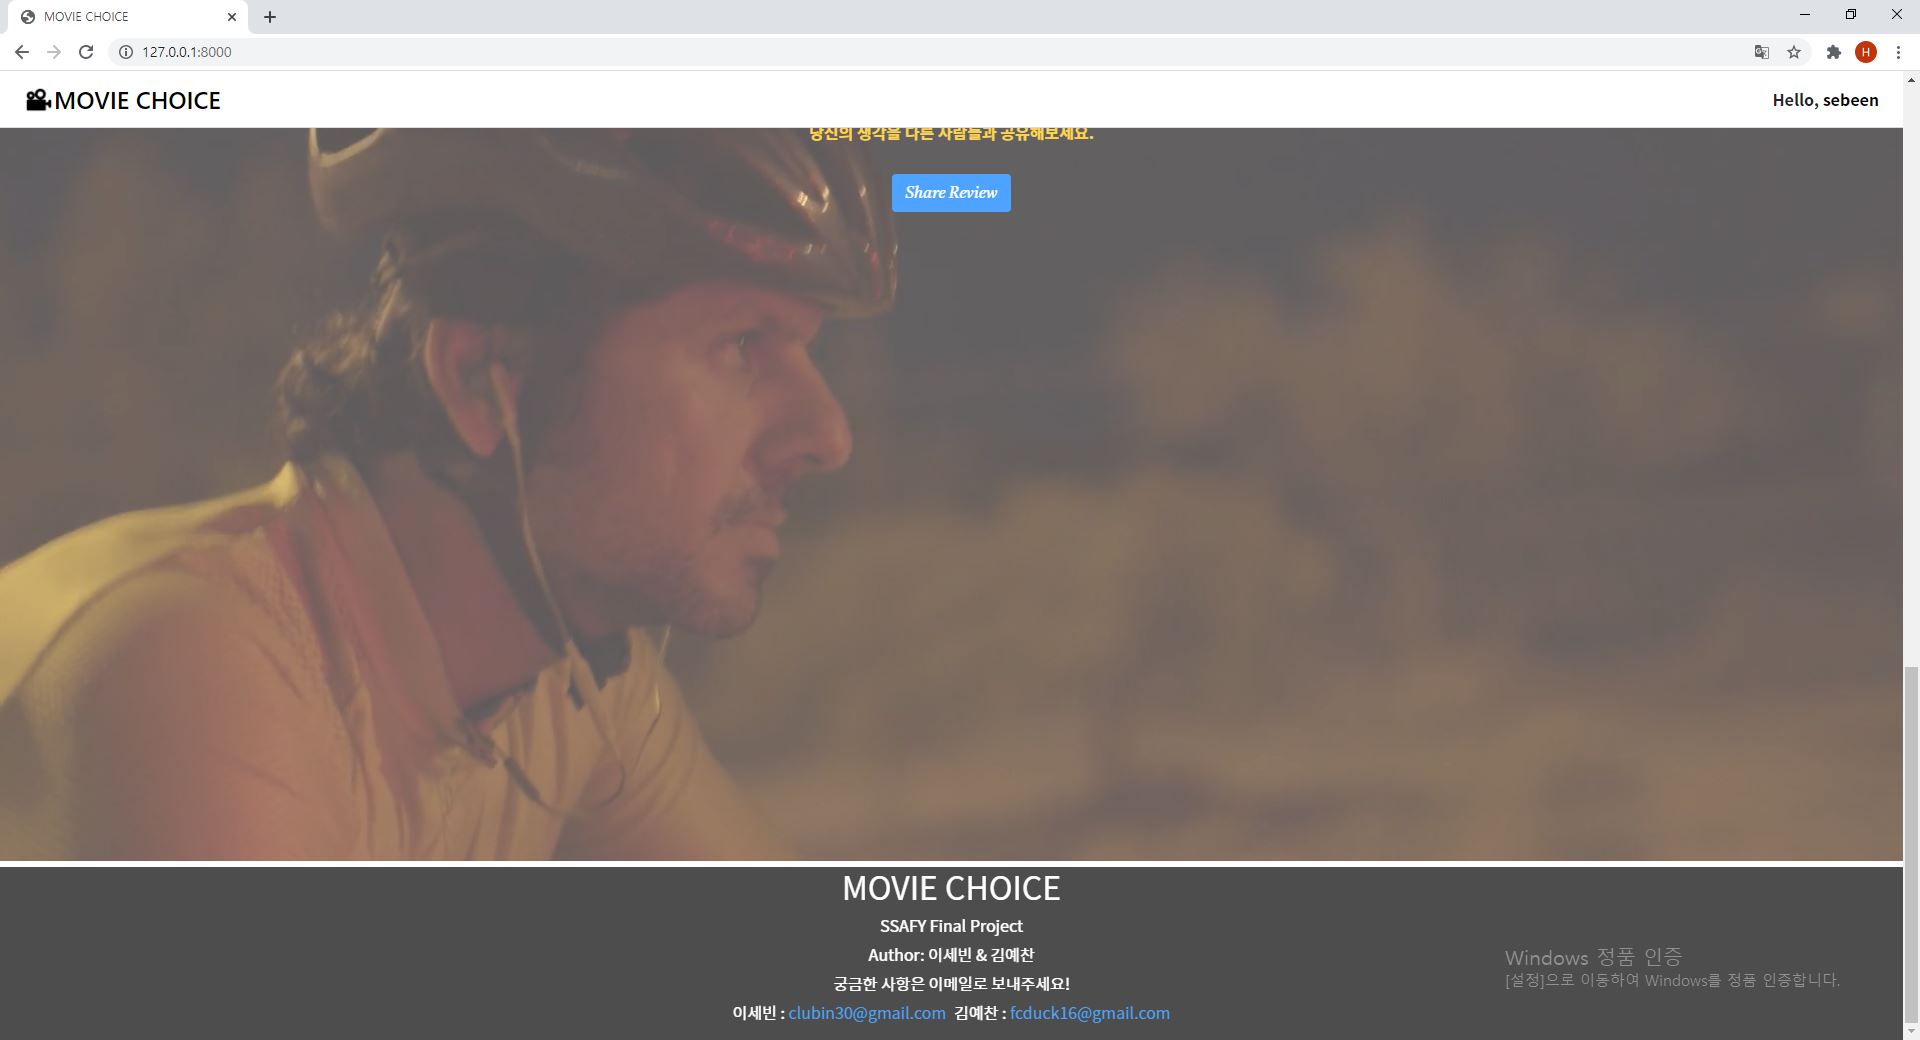 MOVIE CHOICE
127.0.0.1:8000
H
MOVIE CHOICE
Hello, sebeen
당신의 생각을 다른 사람들과 공유해보세요.
Share Review
MOVIE CHOICE
SSAFY Final Project
Author: 이세빈 & 김예찬
궁금한 사항은 이메일로 보내주세요!
이세빈 : clubin30@gmail.com 김예찬 : fcduck16@gmail.com
Windows 정품 인증
[설정]으로 이동하여 Windows를 정품 인증합니다.